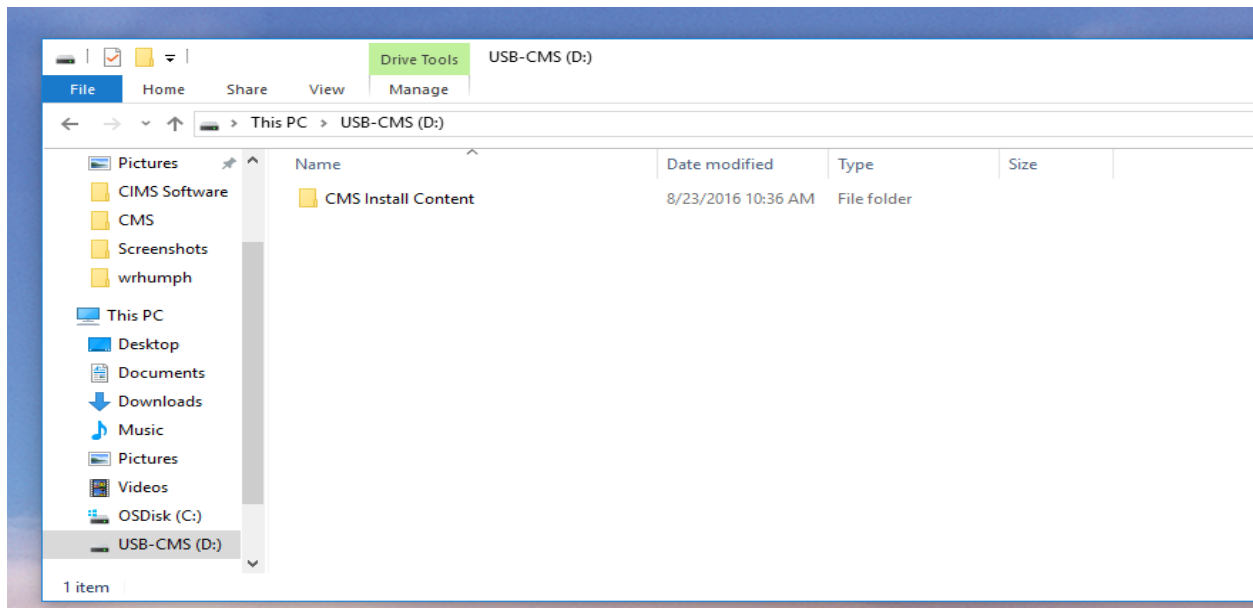 Drive Tools USB-CMS (D:)
File Home Share View Manage
This PC > USB-CMS (D:)
Name Date modified Type Size
CMS Install Content 8/23/2016 10:36 AM File folder
Pictures
CIMS Software
CMS
Screenshots
wrhumph
This PC
Desktop
Documents
Downloads
Music
Pictures
Videos
OSDisk (C:)
USB-CMS (D:)
1 item